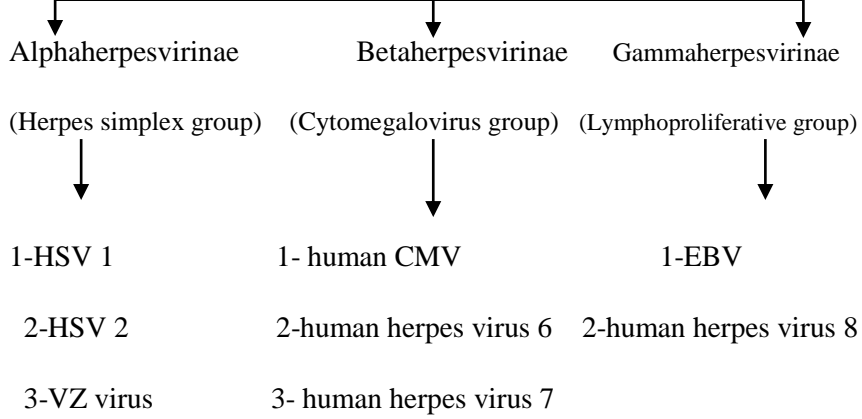 Alphaherpesvirinae Betaherpesvirinae Gammaherpesvirinae
(Herpes simplex group) (Cytomegalovirus group) (Lymphoproliferative group)
1-HSV 1 1- human CMV 1-EBV
2-HSV 2 2-human herpes virus 6 2-human herpes virus 8
3-VZ virus 3- human herpes virus 7